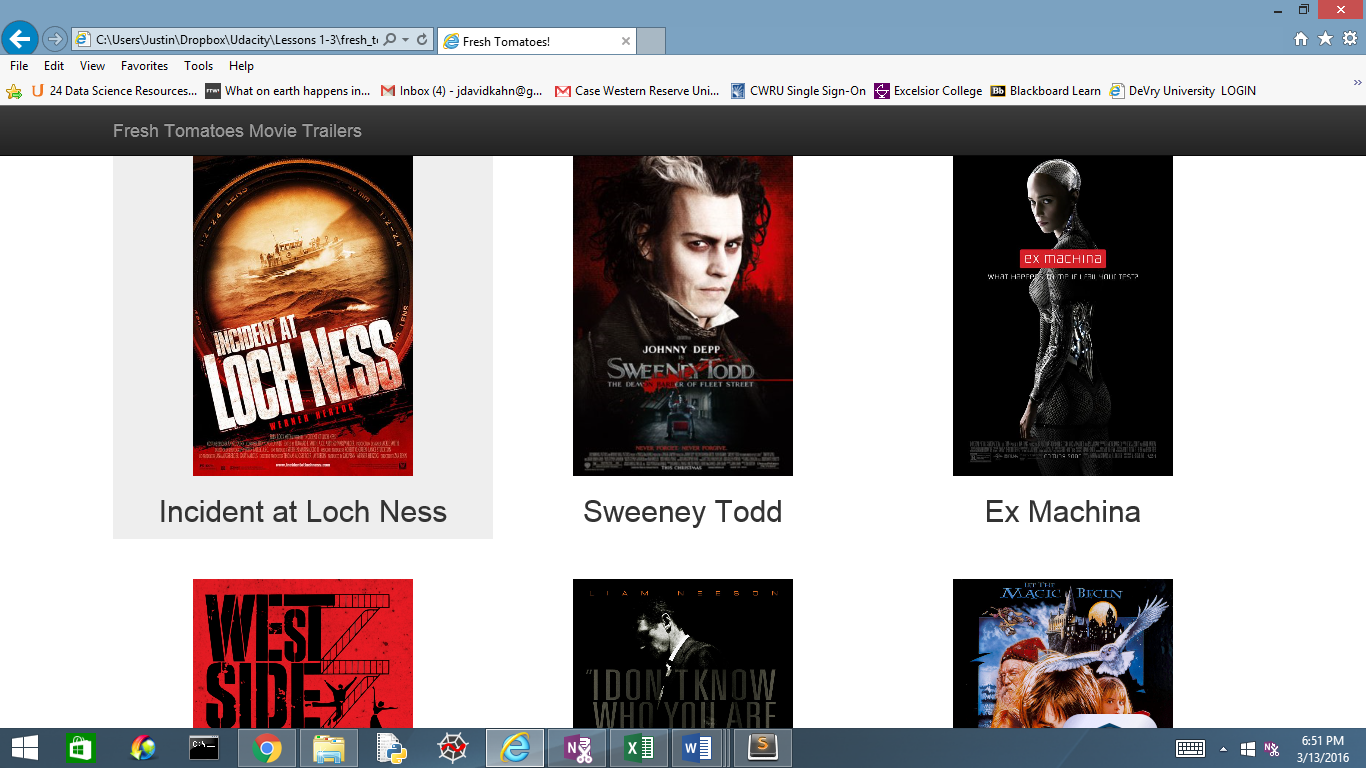 C:\Users\Justin\Dropbox\Udacity\Lessons 1-3\fresh_t
Fresh Tomatoes!
File Edit View Favorites Tools Help
24 Data Science Resources... What on earth happens in... Inbox (4) - jdavidkahn@g... Case Western Reserve Uni... CWRU Single Sign-On Excelsior College Bb Blackboard Learn DeVry University LOGIN
Fresh Tomatoes Movie Trailers
INCIDENT AT
LOCH NESS
WERNER HERZOG
JOHNNY DEPP
IS
SWEENEY TODD
THE DEMON BARBER OF FLEET STREET
NEVER FORGET. NEVER FORGIVE.
THIS CHRISTMAS
ex machina
WHAT HAPPENS TO ME IF I FAIL YOUR TEST?
COMING SOON
Incident at Loch Ness
Sweeney Todd
Ex Machina
WEST
SIDE
LIAM NEESON
"I DON'T KNOW
WHO YOU ARE
LET THE
MAGIC BEGIN
6:51 PM
3/13/2016